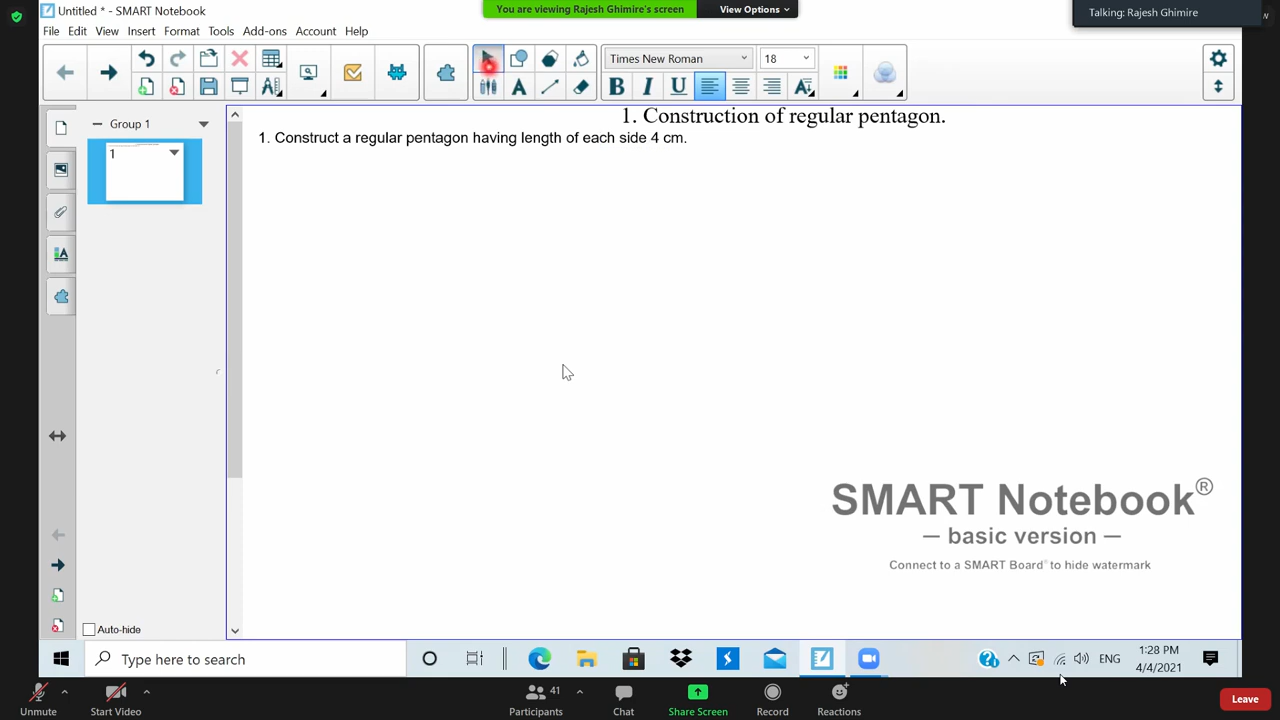 Untitled * - SMART Notebook
You are viewing Rajesh Ghimire's screen
View Options
Talking: Rajesh Ghimire
File Edit View Insert Format Tools Add-ons Account Help
Times New Roman
18
B I U A
Group 1
1
1. Construction of regular pentagon.
1. Construct a regular pentagon having length of each side 4 cm.
SMART Notebook®
— basic version —
Connect to a SMART Board® to hide watermark
Auto-hide
Type here to search
ENG
1:28 PM
4/4/2021
Unmute
Start Video
41
Participants
Chat
Share Screen
Record
Reactions
Leave